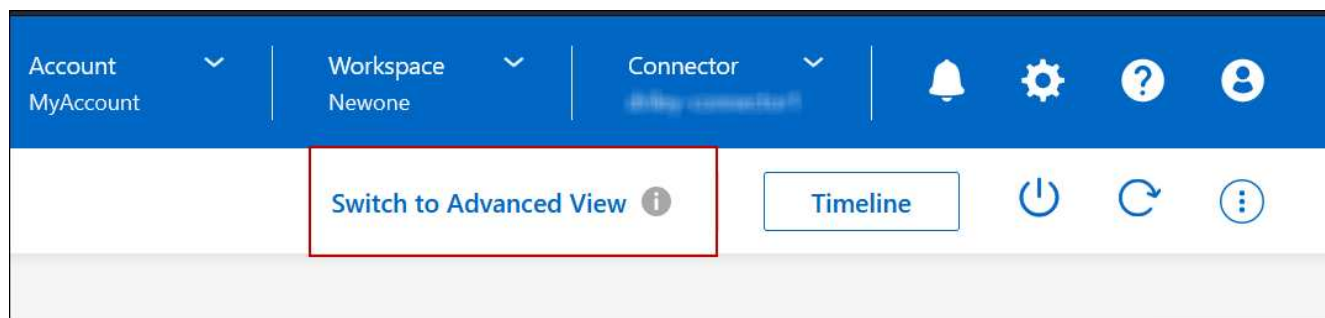 Account
MyAccount
Workspace
Newone
Connector
Switch to Advanced View
Timeline